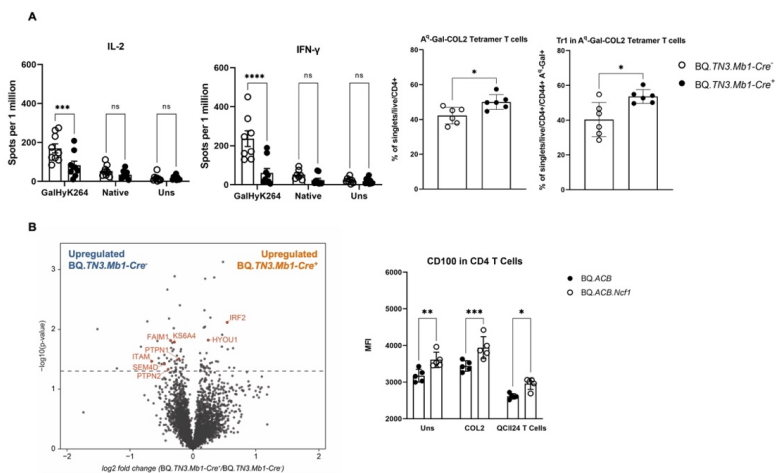 A
IL-2
Spots per 1 million
600
400
200
0
***
ns
ns
GalHyK264
Native
Uns
IFN-γ
Spots per 1 million
600
400
200
0
****
ns
ns
GalHyK264
Native
Uns
A^q-Gal-COL2 Tetramer T cells
% of singlets/live/CD4+
80
60
40
20
0
*
Tr1 in A^q-Gal-COL2 Tetramer T cells
% of singlets/live/CD4+/CD44+ A^q-Gal+
80
60
40
20
0
*
BQ.TN3.Mb1-Cre-
BQ.TN3.Mb1-Cre+
B
Upregulated
BQ.TN3.Mb1-Cre-
Upregulated
BQ.TN3.Mb1-Cre+
-log10(p-value)
3
2
1
0
IRF2
FAIM1
KS6A4
HYOU1
PTPN1
ITAM
SEM4D
PTPN2
-2
-1
0
1
2
log2 fold change (BQ.TN3.Mb1-Cre+/BQ.TN3.Mb1-Cre-)
CD100 in CD4 T Cells
MFI
6000
5000
4000
3000
2000
**
***
*
Uns
COL2
QCII24 T Cells
BQ.ACB
BQ.ACB.Ncf1